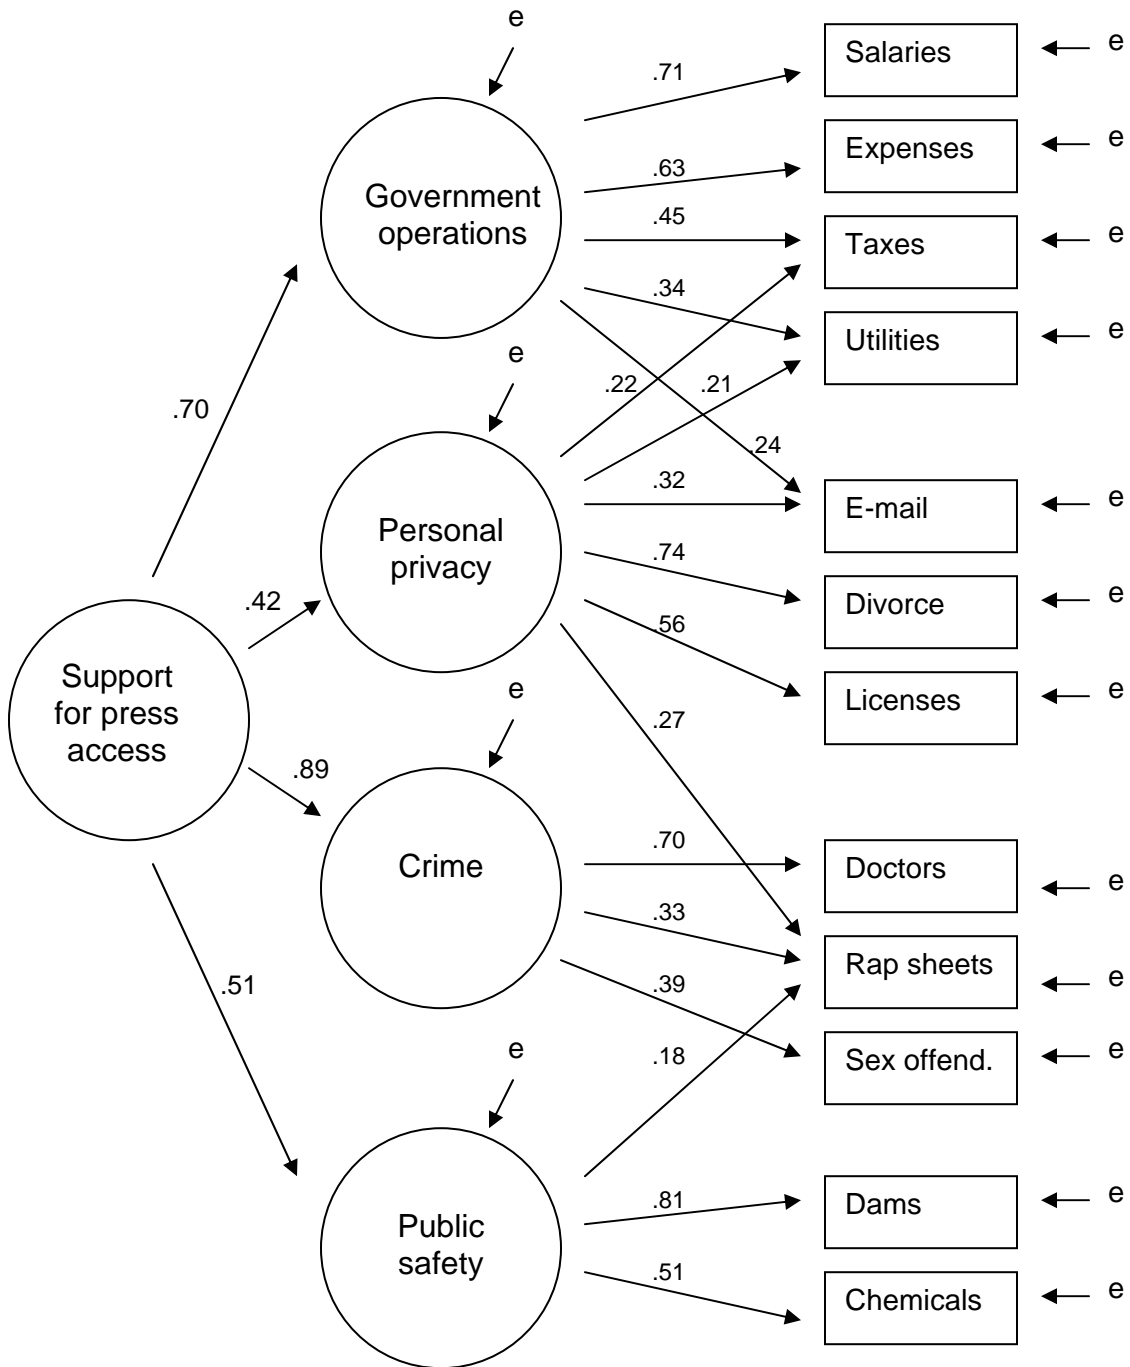 e
Salaries
e
.71
Expenses
e
Government
operations
.63
.45
Taxes
e
.34
Utilities
e
e
.22
.21
.70
.24
.32
E-mail
e
Personal
privacy
.74
Divorce
e
.42
.56
Support
for press
access
e
Licenses
e
.27
.89
.70
Doctors
e
Crime
.33
Rap sheets
e
.39
.51
e
.18
Sex offend.
e
.81
Dams
e
Public
safety
.51
Chemicals
e